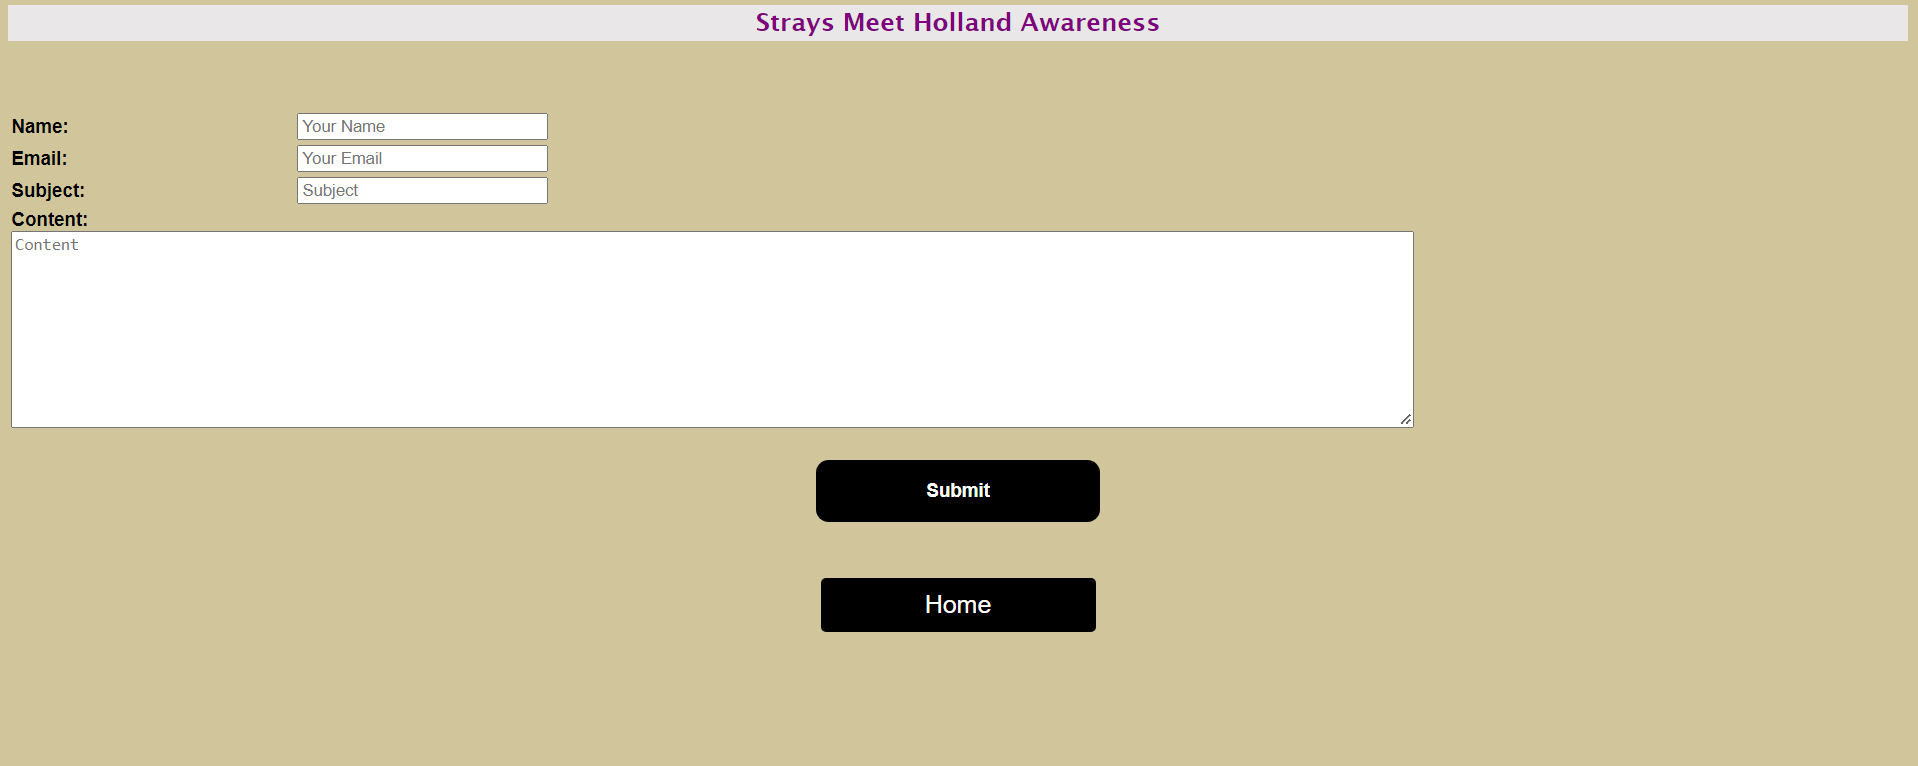 Strays Meet Holland Awareness
Name: Your Name
Email: Your Email
Subject: Subject
Content:
Content
Submit
Home